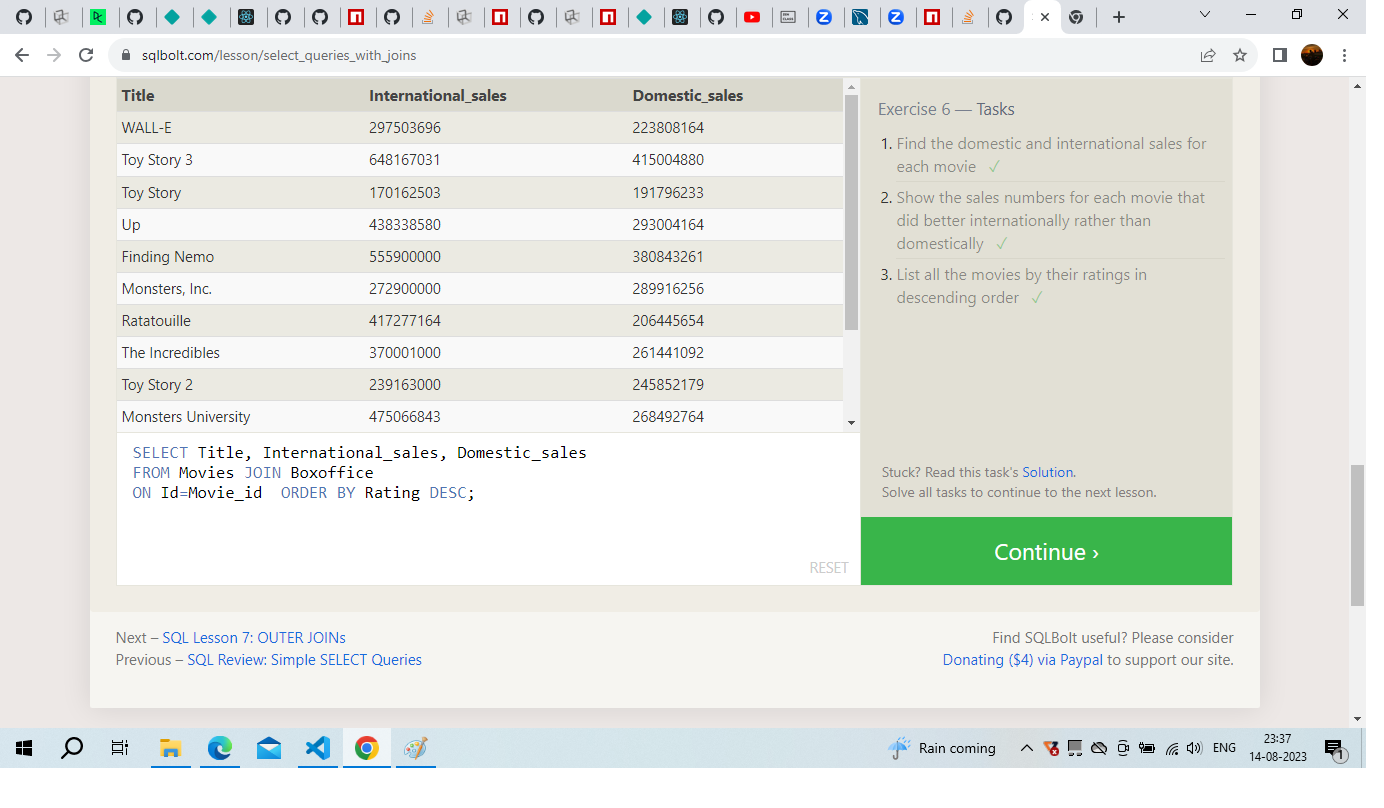 sqlbolt.com/lesson/select_queries_with_joins
Title International_sales Domestic_sales
WALL-E 297503696 223808164
Toy Story 3 648167031 415004880
Toy Story 170162503 191796233
Up 438338580 293004164
Finding Nemo 555900000 380843261
Monsters, Inc. 272900000 289916256
Ratatouille 417277164 206445654
The Incredibles 370001000 261441092
Toy Story 2 239163000 245852179
Monsters University 475066843 268492764
SELECT Title, International_sales, Domestic_sales
FROM Movies JOIN Boxoffice
ON Id=Movie_id  ORDER BY Rating DESC;
RESET
Exercise 6 — Tasks
1. Find the domestic and international sales for
each movie ✓
2. Show the sales numbers for each movie that
did better internationally rather than
domestically ✓
3. List all the movies by their ratings in
descending order ✓
Stuck? Read this task's Solution.
Solve all tasks to continue to the next lesson.
Continue ›
Next – SQL Lesson 7: OUTER JOINs
Previous – SQL Review: Simple SELECT Queries
Find SQLBolt useful? Please consider
Donating ($4) via Paypal to support our site.
Rain coming
ENG
23:37
14-08-2023
1